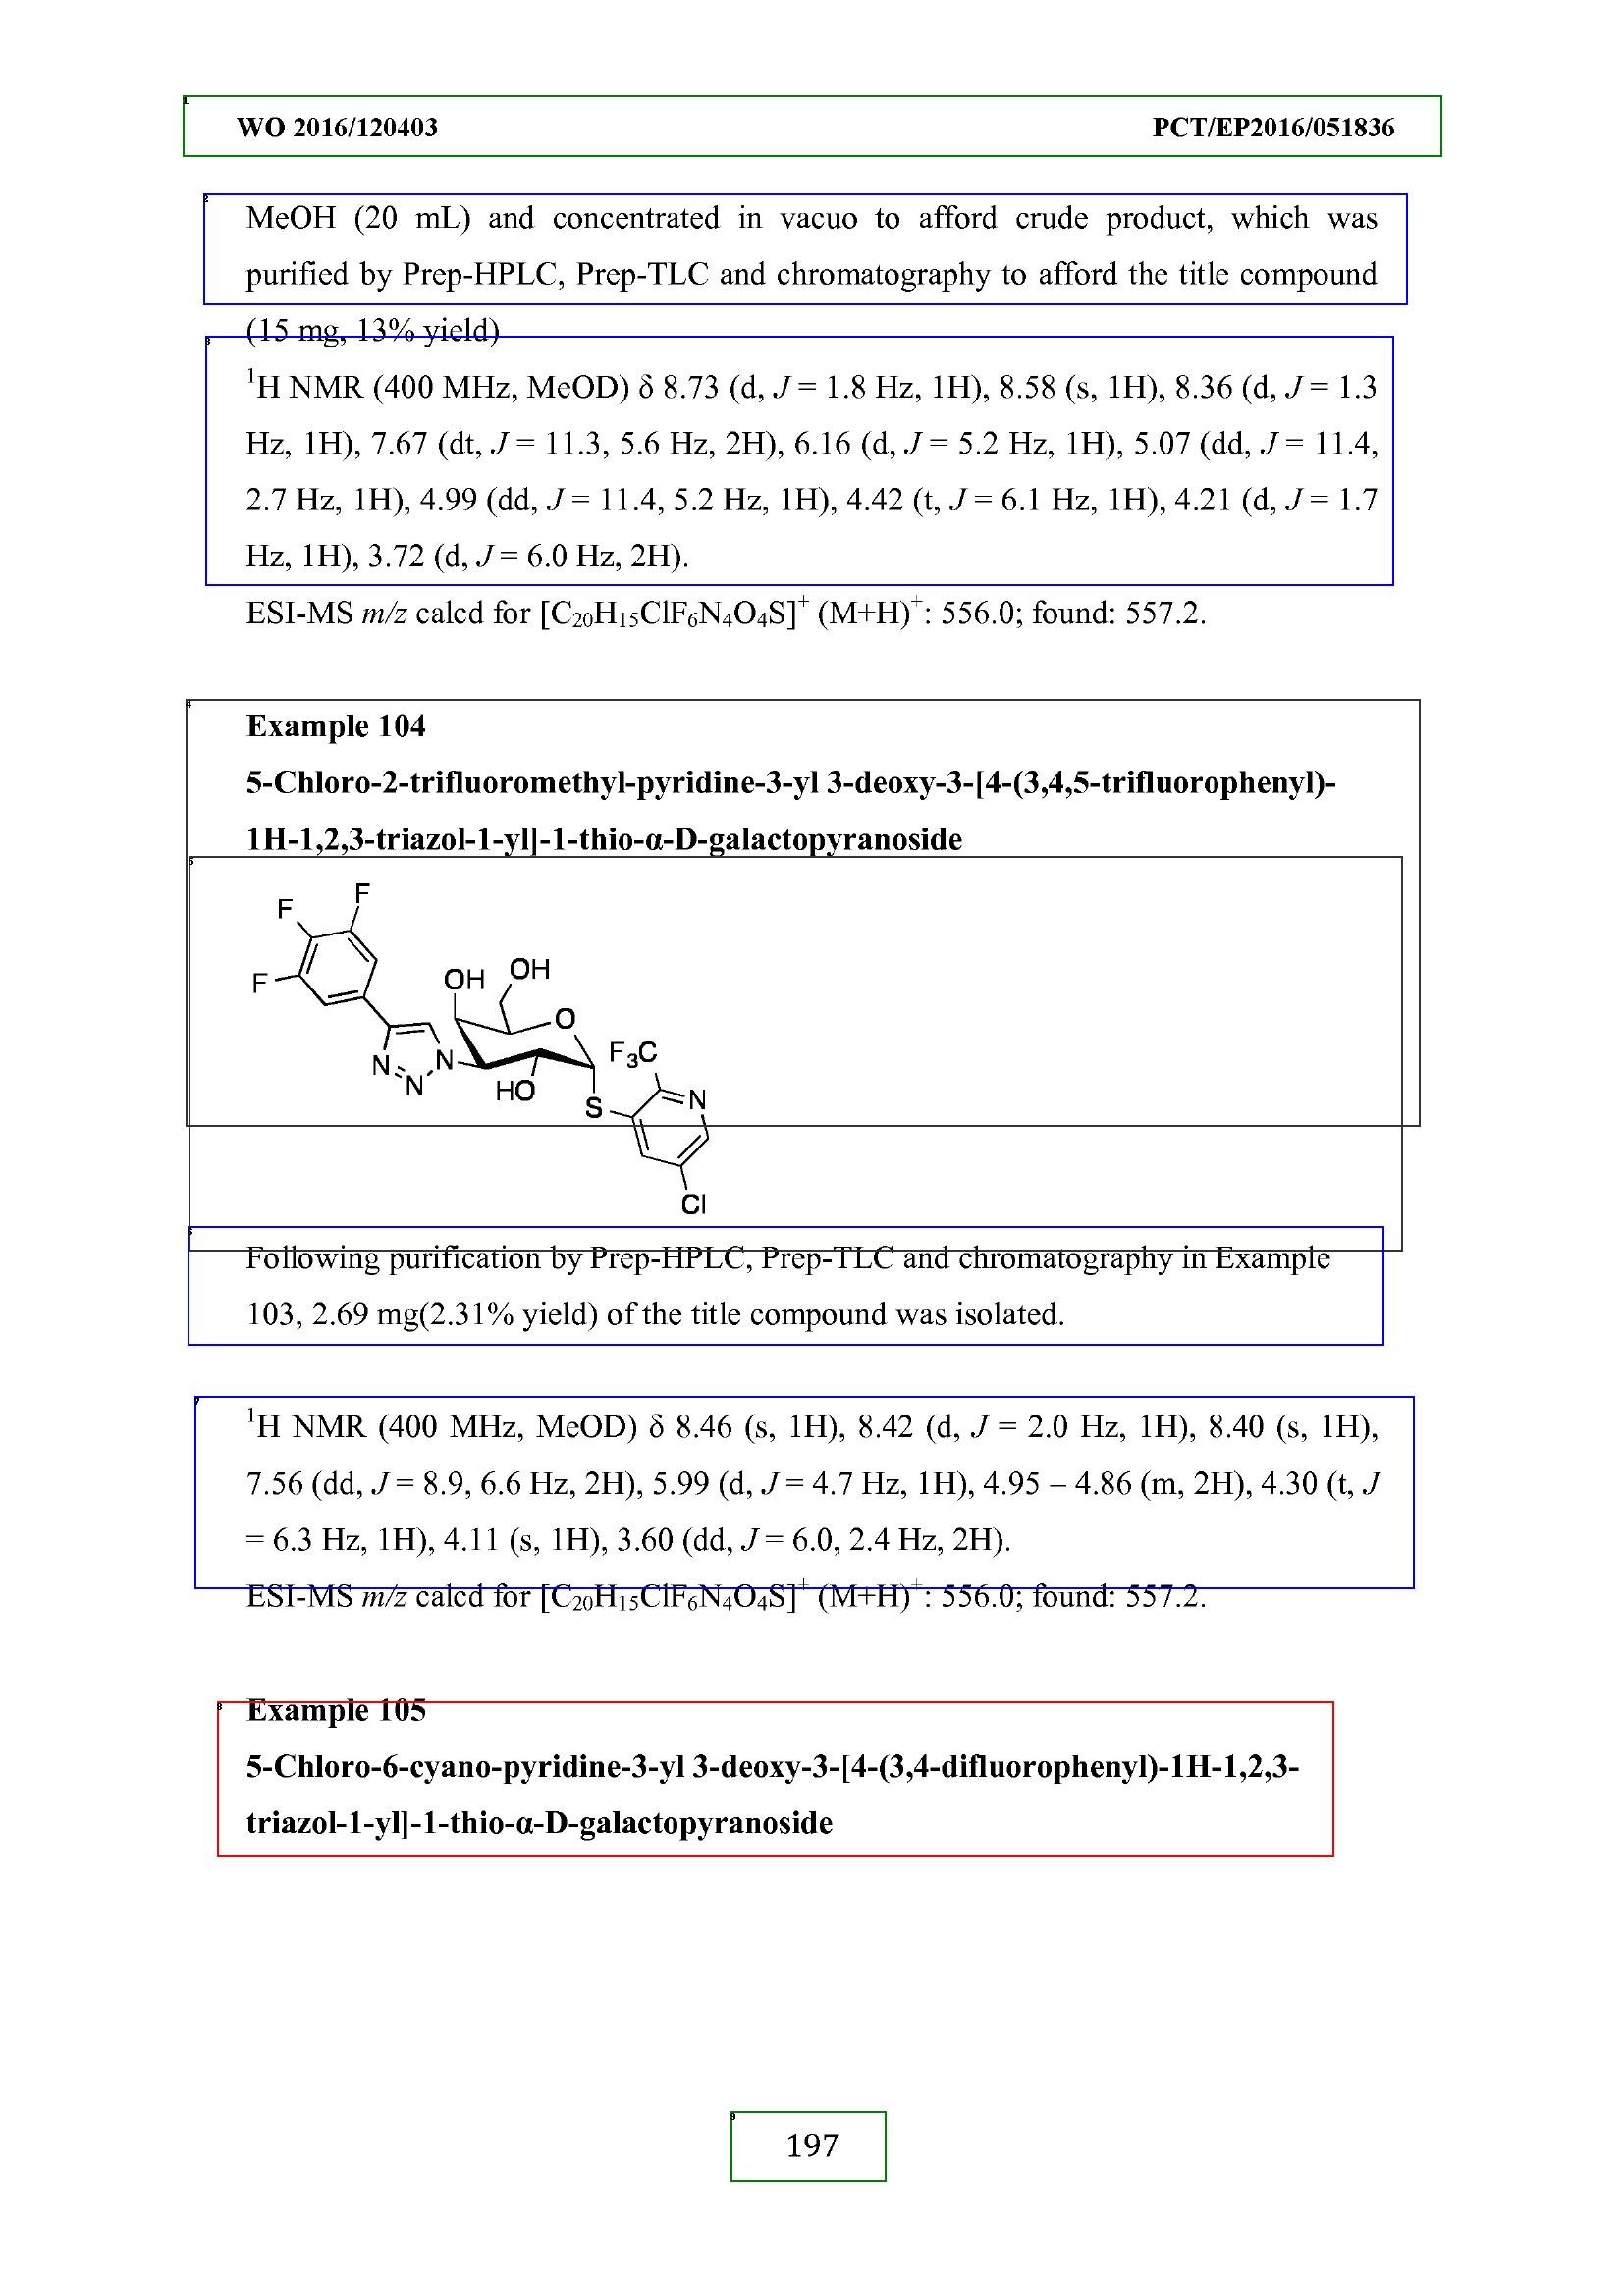 WO 2016/120403 PCT/EP2016/051836
MeOH (20 mL) and concentrated in vacuo to afford crude product, which was
purified by Prep-HPLC, Prep-TLC and chromatography to afford the title compound
(15 mg, 13% yield)
¹H NMR (400 MHz, MeOD) δ 8.73 (d, J = 1.8 Hz, 1H), 8.58 (s, 1H), 8.36 (d, J = 1.3
Hz, 1H), 7.67 (dt, J = 11.3, 5.6 Hz, 2H), 6.16 (d, J = 5.2 Hz, 1H), 5.07 (dd, J = 11.4,
2.7 Hz, 1H), 4.99 (dd, J = 11.4, 5.2 Hz, 1H), 4.42 (t, J = 6.1 Hz, 1H), 4.21 (d, J = 1.7
Hz, 1H), 3.72 (d, J = 6.0 Hz, 2H).
ESI-MS m/z calcd for [C₂₀H₁₅ClF₆N₄O₄S]⁺ (M+H)⁺: 556.0; found: 557.2.
Example 104
5-Chloro-2-trifluoromethyl-pyridine-3-yl 3-deoxy-3-[4-(3,4,5-trifluorophenyl)-
1H-1,2,3-triazol-1-yl]-1-thio-α-D-galactopyranoside
F
F
F
OH
OH
O
N
N
N
HO
F₃C
S
N
Cl
Following purification by Prep-HPLC, Prep-TLC and chromatography in Example
103, 2.69 mg(2.31% yield) of the title compound was isolated.
¹H NMR (400 MHz, MeOD) δ 8.46 (s, 1H), 8.42 (d, J = 2.0 Hz, 1H), 8.40 (s, 1H),
7.56 (dd, J = 8.9, 6.6 Hz, 2H), 5.99 (d, J = 4.7 Hz, 1H), 4.95 – 4.86 (m, 2H), 4.30 (t, J
= 6.3 Hz, 1H), 4.11 (s, 1H), 3.60 (dd, J = 6.0, 2.4 Hz, 2H).
ESI-MS m/z calcd for [C₂₀H₁₅ClF₆N₄O₄S]⁺ (M+H)⁺: 556.0; found: 557.2.
Example 105
5-Chloro-6-cyano-pyridine-3-yl 3-deoxy-3-[4-(3,4-difluorophenyl)-1H-1,2,3-
triazol-1-yl]-1-thio-α-D-galactopyranoside
197